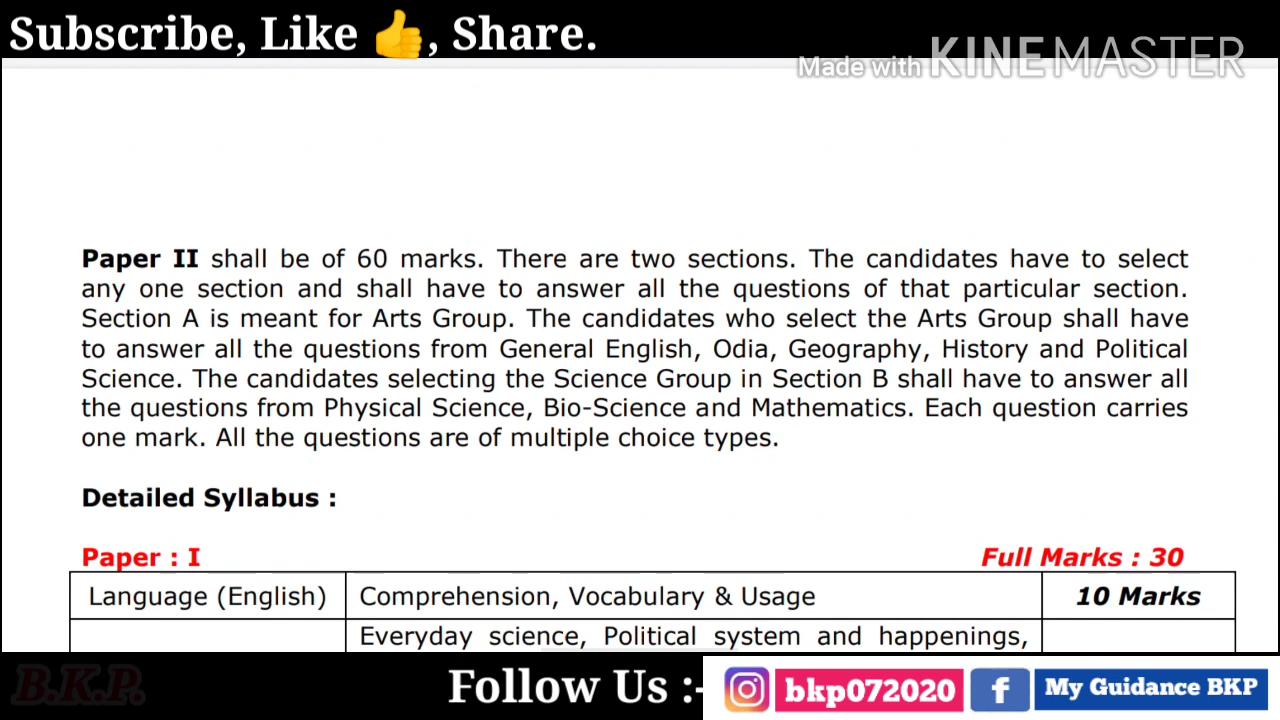 Subscribe, Like 👍, Share.
Made with KINEMASTER
Paper II shall be of 60 marks. There are two sections. The candidates have to select
any one section and shall have to answer all the questions of that particular section.
Section A is meant for Arts Group. The candidates who select the Arts Group shall have
to answer all the questions from General English, Odia, Geography, History and Political
Science. The candidates selecting the Science Group in Section B shall have to answer all
the questions from Physical Science, Bio-Science and Mathematics. Each question carries
one mark. All the questions are of multiple choice types.
Detailed Syllabus :
Paper : I Full Marks : 30
Language (English) Comprehension, Vocabulary & Usage 10 Marks
Everyday science, Political system and happenings,
B.K.P. Follow Us :- bkp072020 f My Guidance BKP